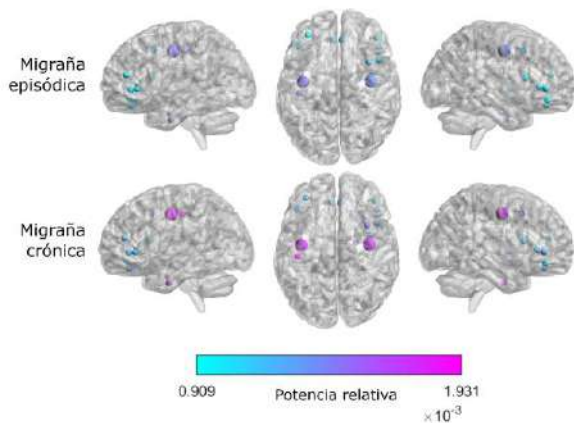 Migraña
episódica
Migraña
crónica
0.909
Potencia relativa
1.931
×10⁻³